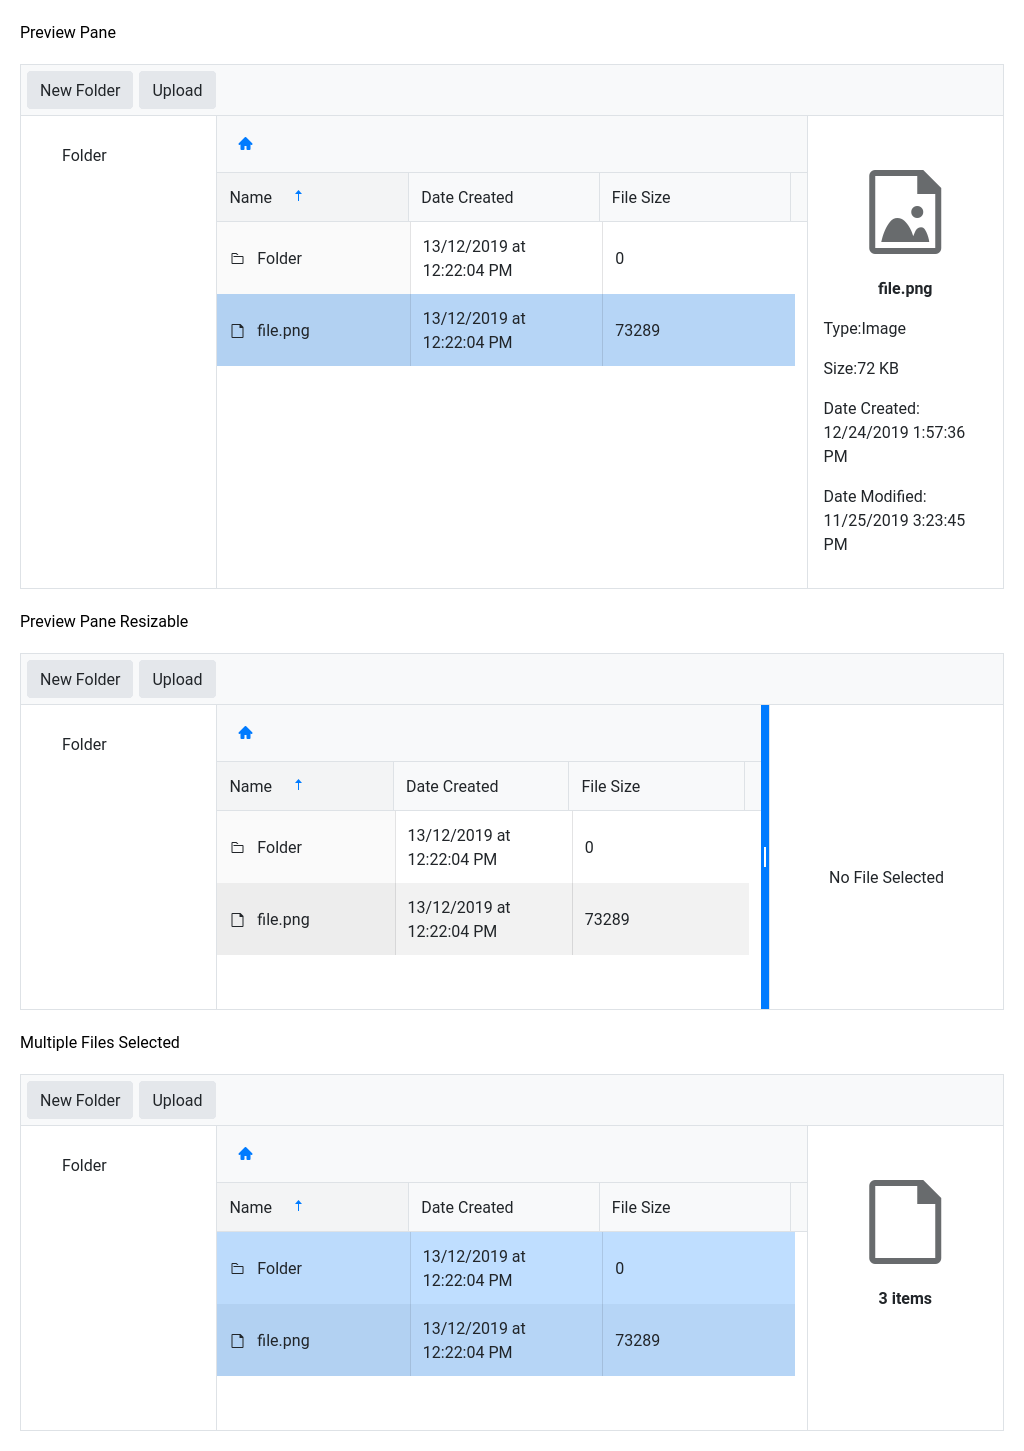 Preview Pane
New Folder Upload
Folder
Name Date Created File Size
Folder 13/12/2019 at 12:22:04 PM 0
file.png 13/12/2019 at 12:22:04 PM 73289
file.png
Type:Image
Size:72 KB
Date Created:
12/24/2019 1:57:36
PM
Date Modified:
11/25/2019 3:23:45
PM
Preview Pane Resizable
New Folder Upload
Folder
Name Date Created File Size
Folder 13/12/2019 at 12:22:04 PM 0
file.png 13/12/2019 at 12:22:04 PM 73289
No File Selected
Multiple Files Selected
New Folder Upload
Folder
Name Date Created File Size
Folder 13/12/2019 at 12:22:04 PM 0
file.png 13/12/2019 at 12:22:04 PM 73289
3 items